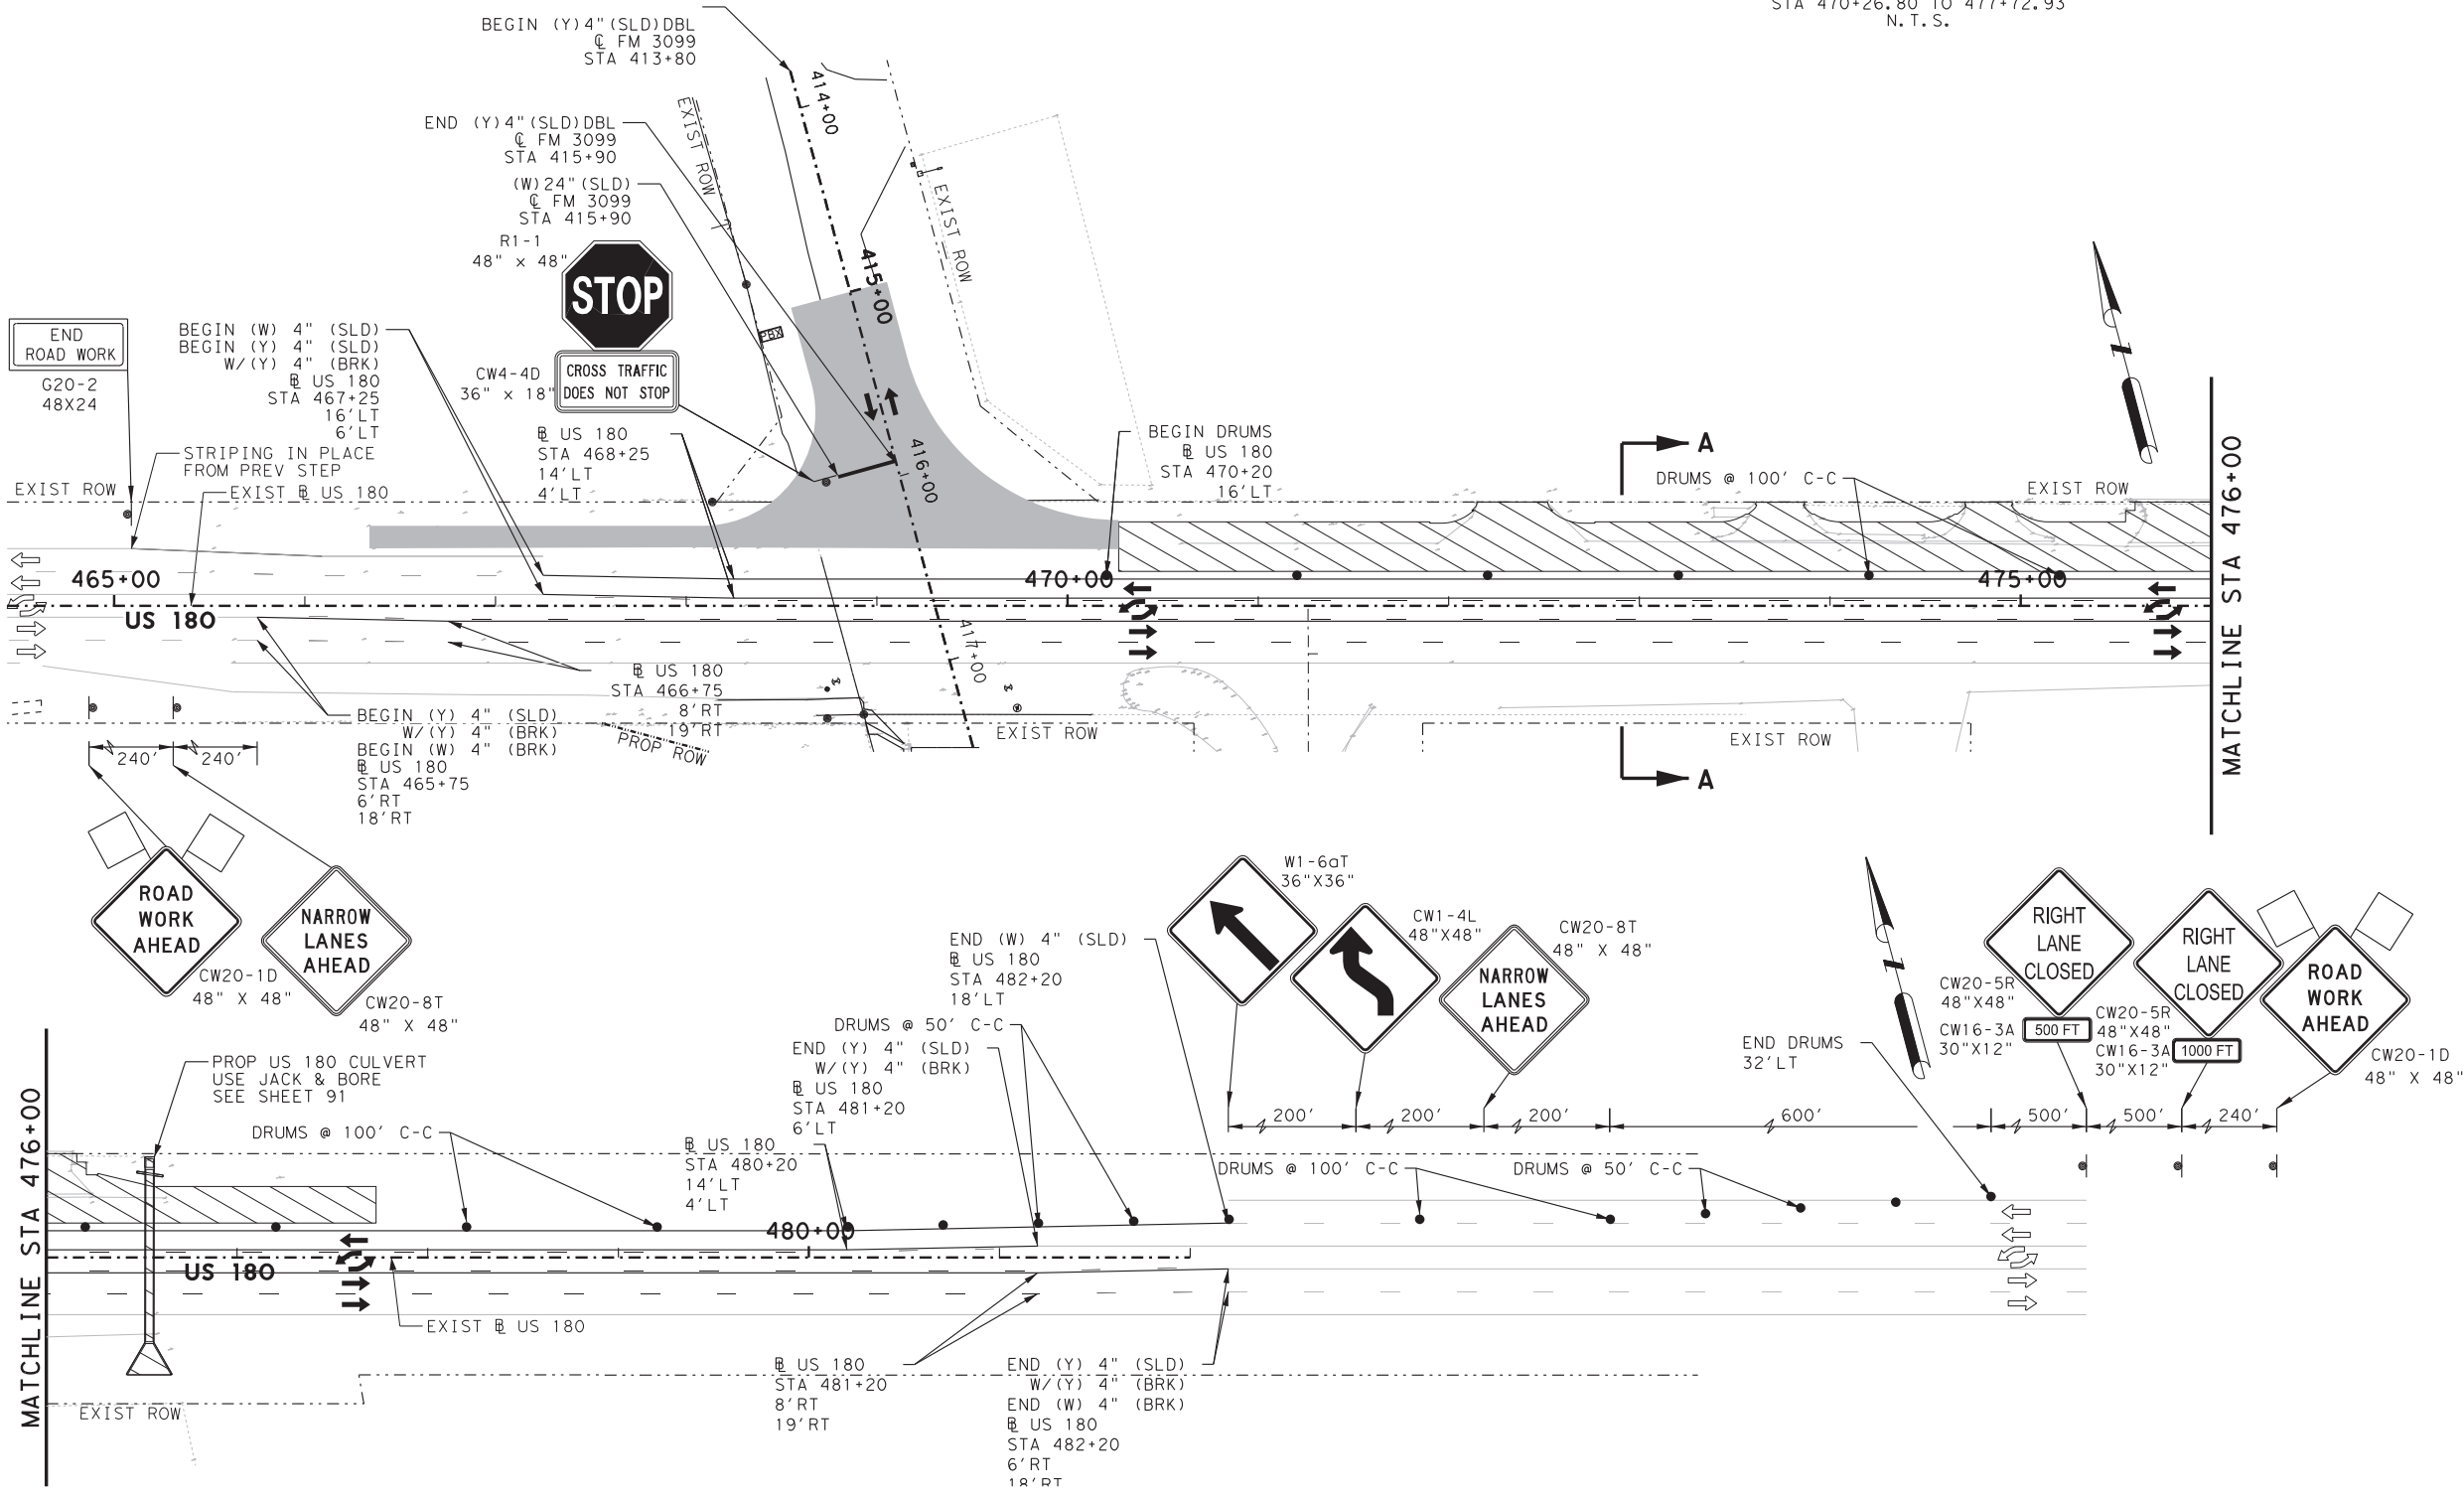 STA 470+26.80 TO 477+72.93
N.T.S.
BEGIN (Y)4"(SLD)DBL
℄ FM 3099
STA 413+80
414+00
EXIST ROW
END (Y)4"(SLD)DBL
℄ FM 3099
STA 415+90
(W)24"(SLD)
℄ FM 3099
STA 415+90
EXIST ROW
R1-1
48" x 48"
STOP
415+00
PBX
END
ROAD WORK
G20-2
48X24
BEGIN (W) 4" (SLD)
BEGIN (Y) 4" (SLD)
W/(Y) 4" (BRK)
BL US 180
STA 467+25
16'LT
6'LT
CW4-4D
36" x 18"
CROSS TRAFFIC
DOES NOT STOP
BL US 180
STA 468+25
14'LT
4'LT
416+00
BEGIN DRUMS
BL US 180
STA 470+20
16'LT
A
DRUMS @ 100' C-C
EXIST ROW
STRIPING IN PLACE
FROM PREV STEP
EXIST ROW
EXIST BL US 180
465+00
470+00
475+00
US 180
417+00
MATCHLINE STA 476+00
BL US 180
STA 466+75
8'RT
19'RT
BEGIN (Y) 4" (SLD)
W/(Y) 4" (BRK)
BEGIN (W) 4" (BRK)
BL US 180
STA 465+75
6'RT
18'RT
PROP ROW
EXIST ROW
EXIST ROW
A
240'
240'
ROAD
WORK
AHEAD
CW20-1D
48" X 48"
NARROW
LANES
AHEAD
CW20-8T
48" X 48"
W1-6aT
36"X36"
CW1-4L
48"X48"
CW20-8T
48" X 48"
NARROW
LANES
AHEAD
RIGHT
LANE
CLOSED
CW20-5R
48"X48"
CW16-3A
30"X12"
500 FT
RIGHT
LANE
CLOSED
CW20-5R
48"X48"
CW16-3A
30"X12"
1000 FT
ROAD
WORK
AHEAD
CW20-1D
48" X 48"
END (W) 4" (SLD)
BL US 180
STA 482+20
18'LT
DRUMS @ 50' C-C
END (Y) 4" (SLD)
W/(Y) 4" (BRK)
BL US 180
STA 481+20
6'LT
END DRUMS
32'LT
200'
200'
200'
600'
500'
500'
240'
MATCHLINE STA 476+00
PROP US 180 CULVERT
USE JACK & BORE
SEE SHEET 91
DRUMS @ 100' C-C
BL US 180
STA 480+20
14'LT
4'LT
DRUMS @ 100' C-C
DRUMS @ 50' C-C
480+00
US 180
EXIST BL US 180
BL US 180
STA 481+20
8'RT
19'RT
END (Y) 4" (SLD)
W/(Y) 4" (BRK)
END (W) 4" (BRK)
BL US 180
STA 482+20
6'RT
18'RT
EXIST ROW